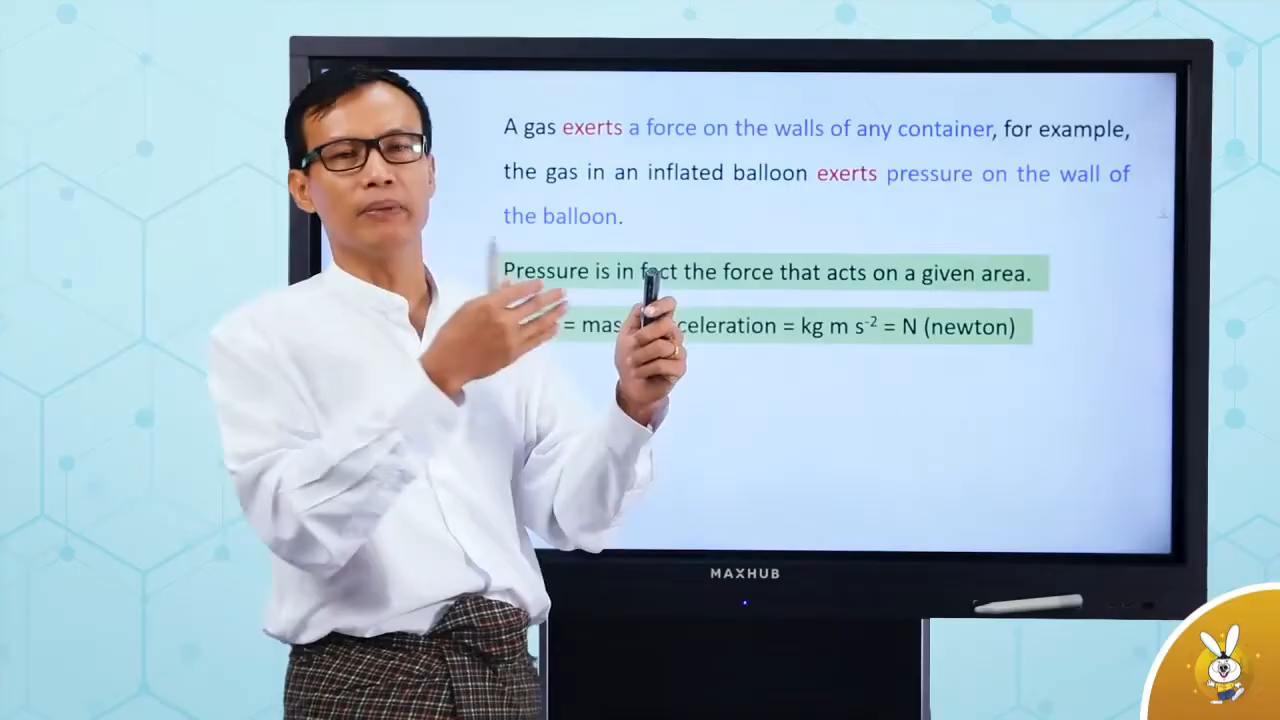 A gas exerts a force on the walls of any container, for example,
the gas in an inflated balloon exerts pressure on the wall of
the balloon.
Pressure is in fact the force that acts on a given area.
= mas celeration = kg m s⁻² = N (newton)
MAXHUB